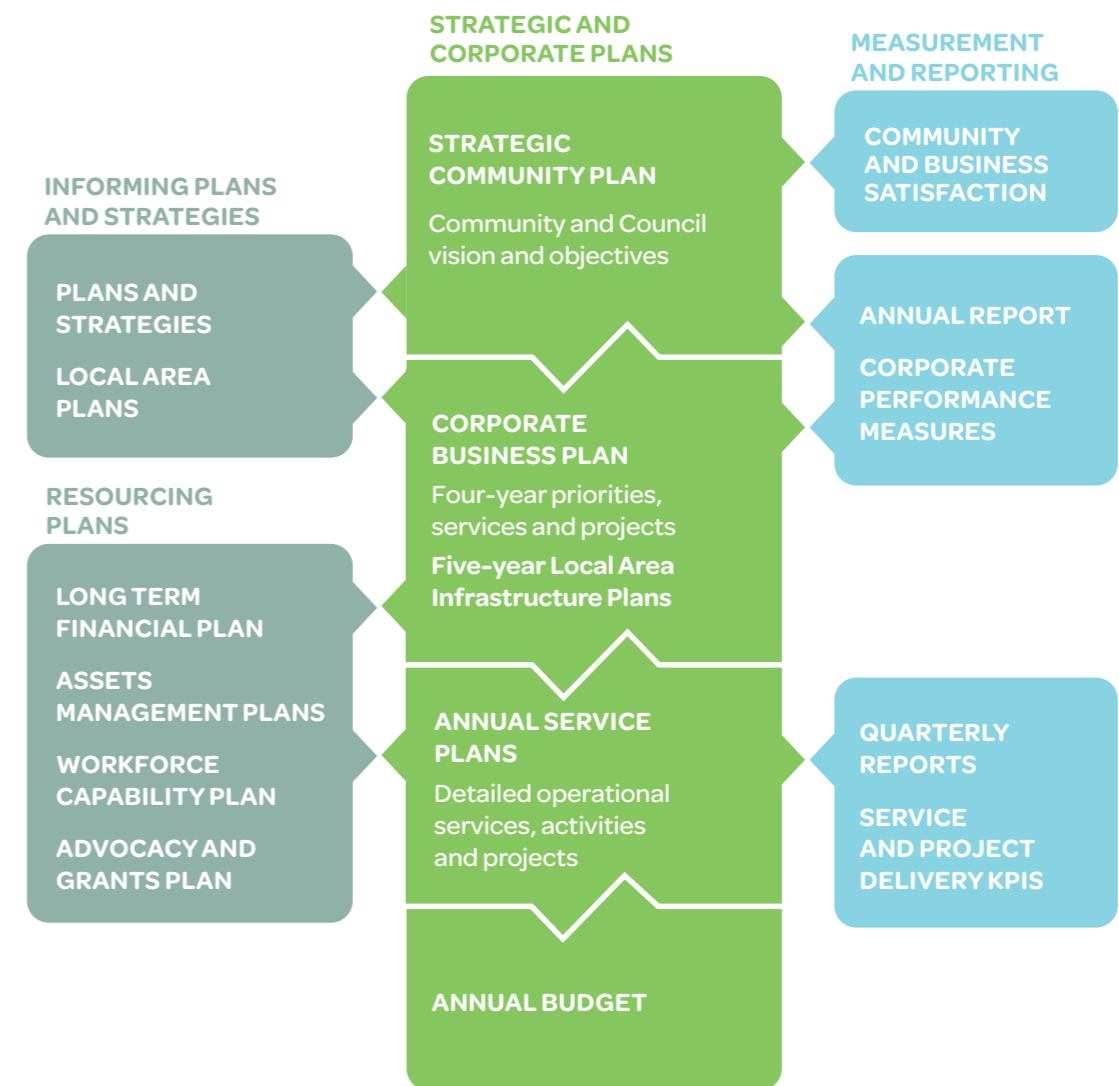 STRATEGIC AND
CORPORATE PLANS
STRATEGIC
COMMUNITY PLAN
Community and Council
vision and objectives
CORPORATE
BUSINESS PLAN
Four-year priorities,
services and projects
Five-year Local Area
Infrastructure Plans
ANNUAL SERVICE
PLANS
Detailed operational
services, activities
and projects
ANNUAL BUDGET
INFORMING PLANS
AND STRATEGIES
PLANS AND
STRATEGIES
LOCAL AREA
PLANS
RESOURCING
PLANS
LONG TERM
FINANCIAL PLAN
ASSETS
MANAGEMENT PLANS
WORKFORCE
CAPABILITY PLAN
ADVOCACY AND
GRANTS PLAN
MEASUREMENT
AND REPORTING
COMMUNITY
AND BUSINESS
SATISFACTION
ANNUAL REPORT
CORPORATE
PERFORMANCE
MEASURES
QUARTERLY
REPORTS
SERVICE
AND PROJECT
DELIVERY KPIS